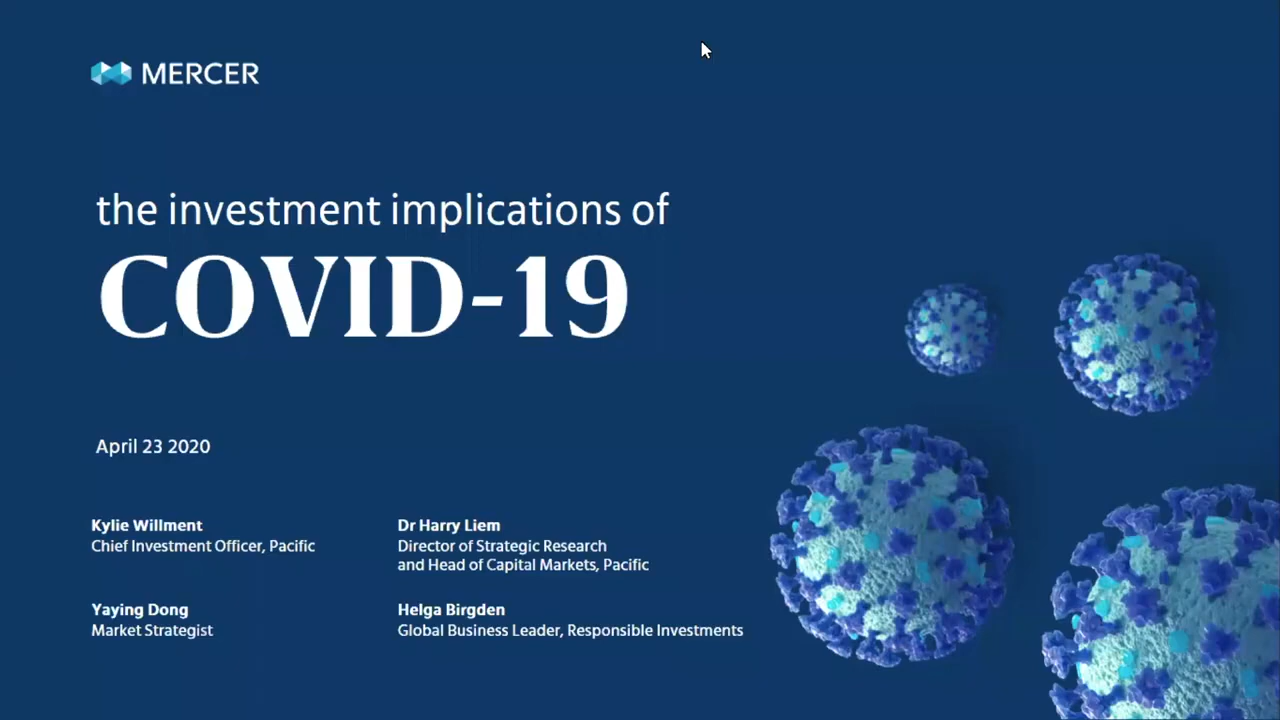 MERCER
the investment implications of
COVID-19
April 23 2020
Kylie Willment
Chief Investment Officer, Pacific
Dr Harry Liem
Director of Strategic Research
and Head of Capital Markets, Pacific
Yaying Dong
Market Strategist
Helga Birgden
Global Business Leader, Responsible Investments